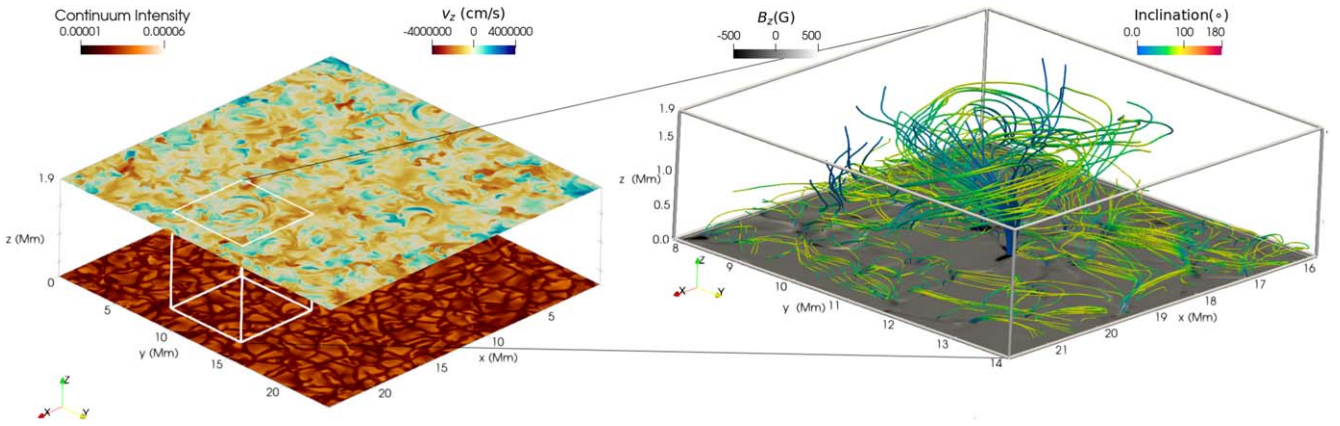 Continuum Intensity
0.00001 0.00006
v_z (cm/s)
-4000000 0 4000000
B_z(G)
-500 0 500
Inclination(∘)
0.0 100 180
1.9
z (Mm)
0
5
10
y (Mm)
15
20
5
10
x (Mm)
15
20
Z
X Y
1.9
1.5
z (Mm)
1.0
0.5
0.0
8
9
10
y (Mm)
11
12
13
14
16
17
18
x (Mm)
19
20
21
Z
X Y